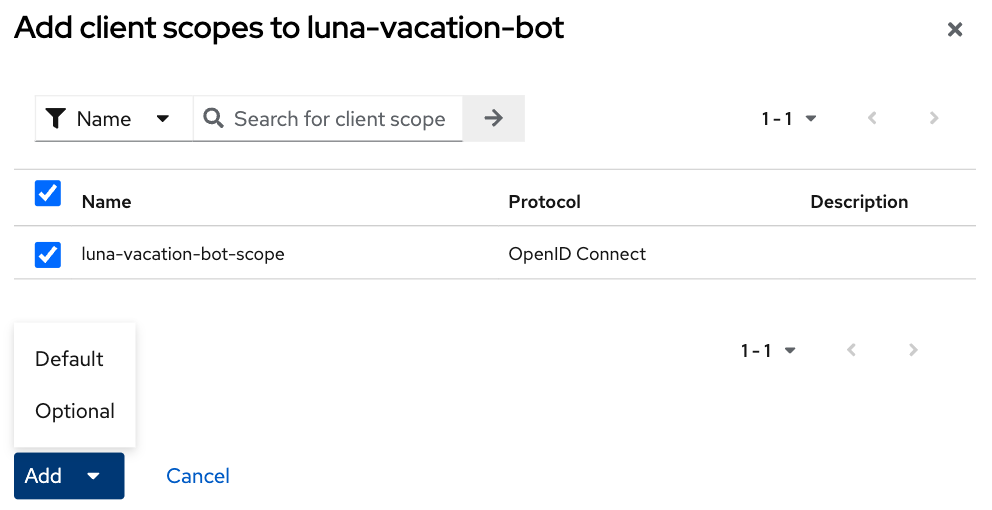 Add client scopes to luna-vacation-bot
Name
Search for client scope
1 - 1
Name Protocol Description
luna-vacation-bot-scope OpenID Connect
1 - 1
Default
Optional
Add
Cancel